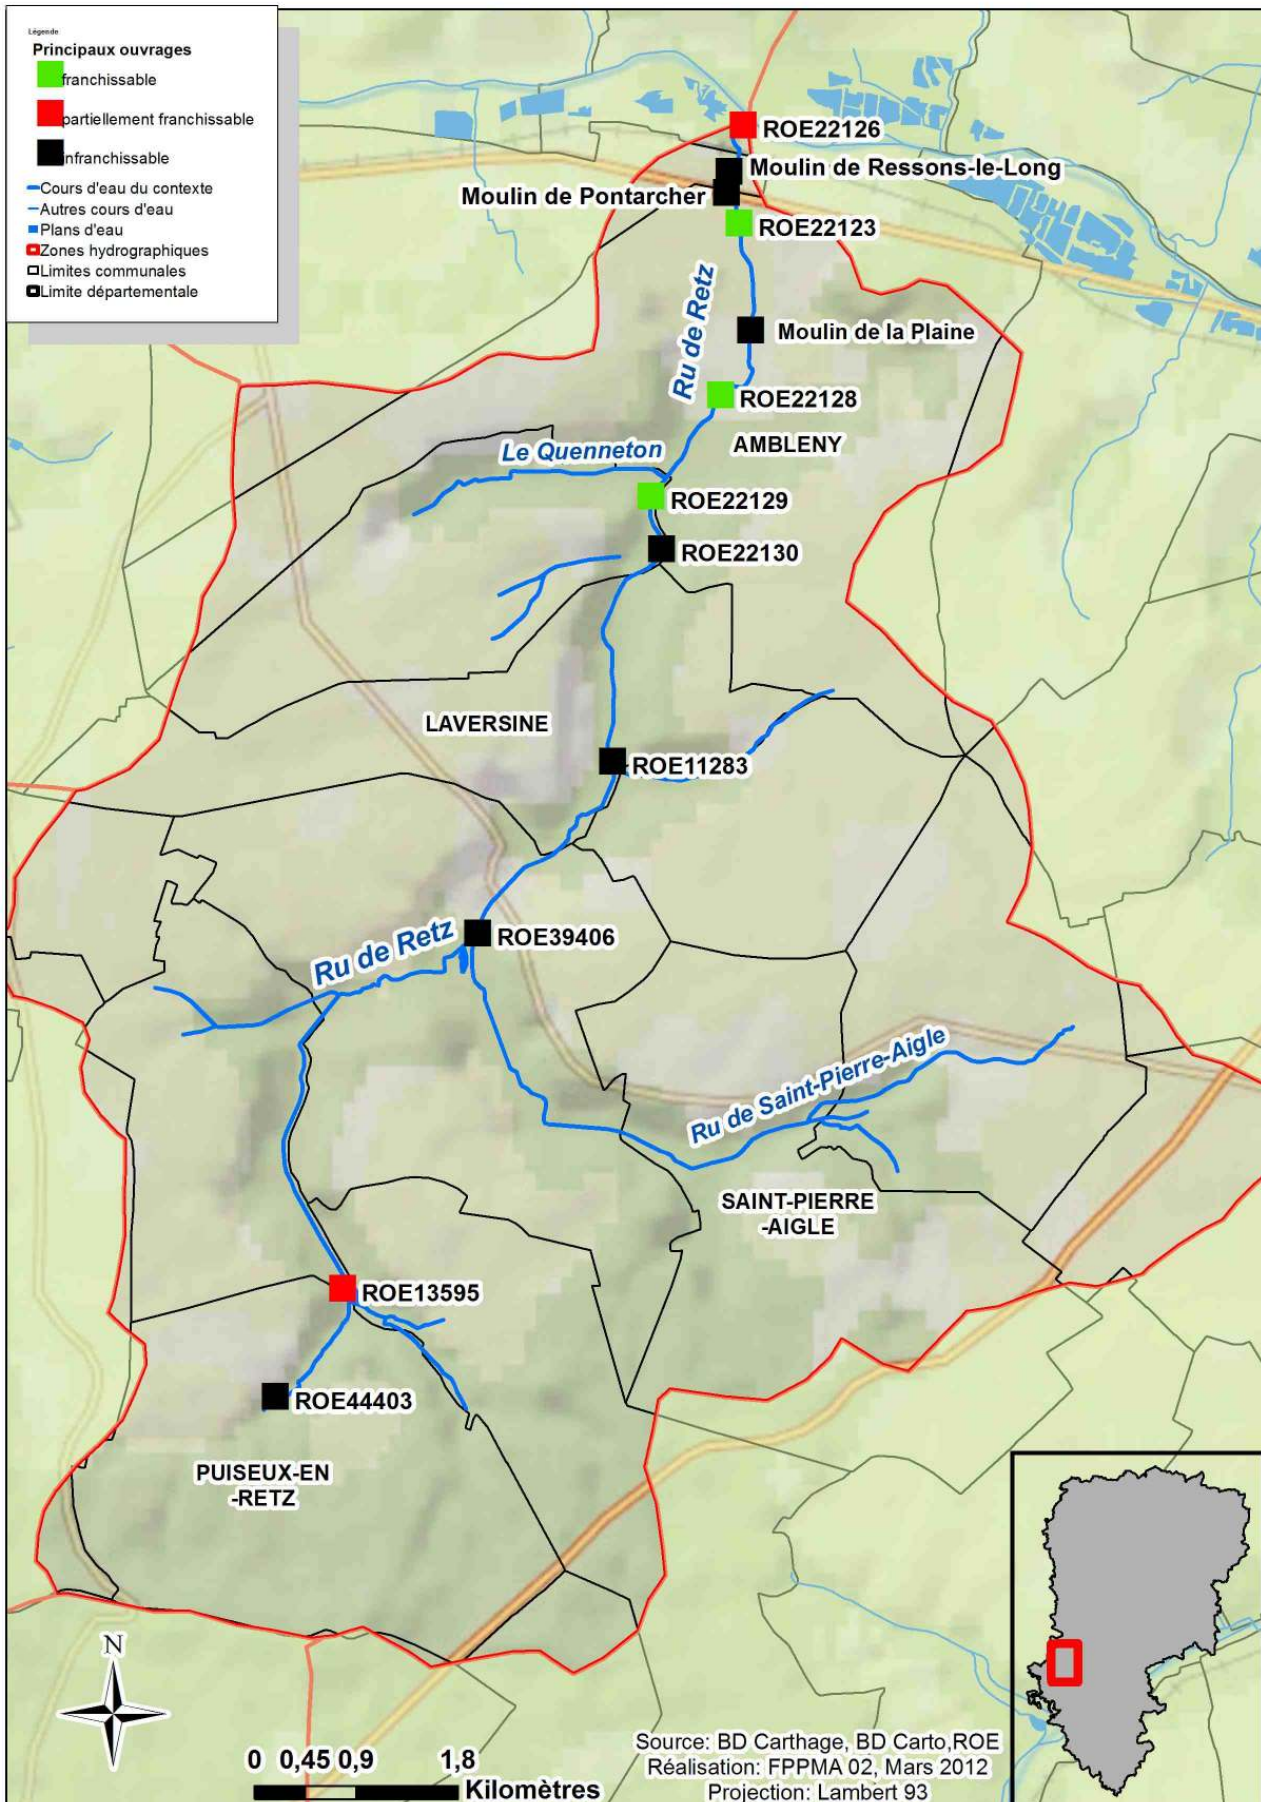 Légende
Principaux ouvrages
franchissable
partiellement franchissable
infranchissable
Cours d'eau du contexte
Autres cours d'eau
Plans d'eau
Zones hydrographiques
Limites communales
Limite départementale
ROE22126
Moulin de Ressons-le-Long
Moulin de Pontarcher
ROE22123
Ru de Retz
Moulin de la Plaine
ROE22128
AMBLENY
Le Quenneton
ROE22129
ROE22130
LAVERSINE
ROE11283
ROE39406
Ru de Retz
Ru de Saint-Pierre-Aigle
SAINT-PIERRE
-AIGLE
ROE13595
ROE44403
PUISEUX-EN
-RETZ
N
0 0,45 0,9 1,8
Kilomètres
Source: BD Carthage, BD Carto,ROE
Réalisation: FPPMA 02, Mars 2012
Projection: Lambert 93